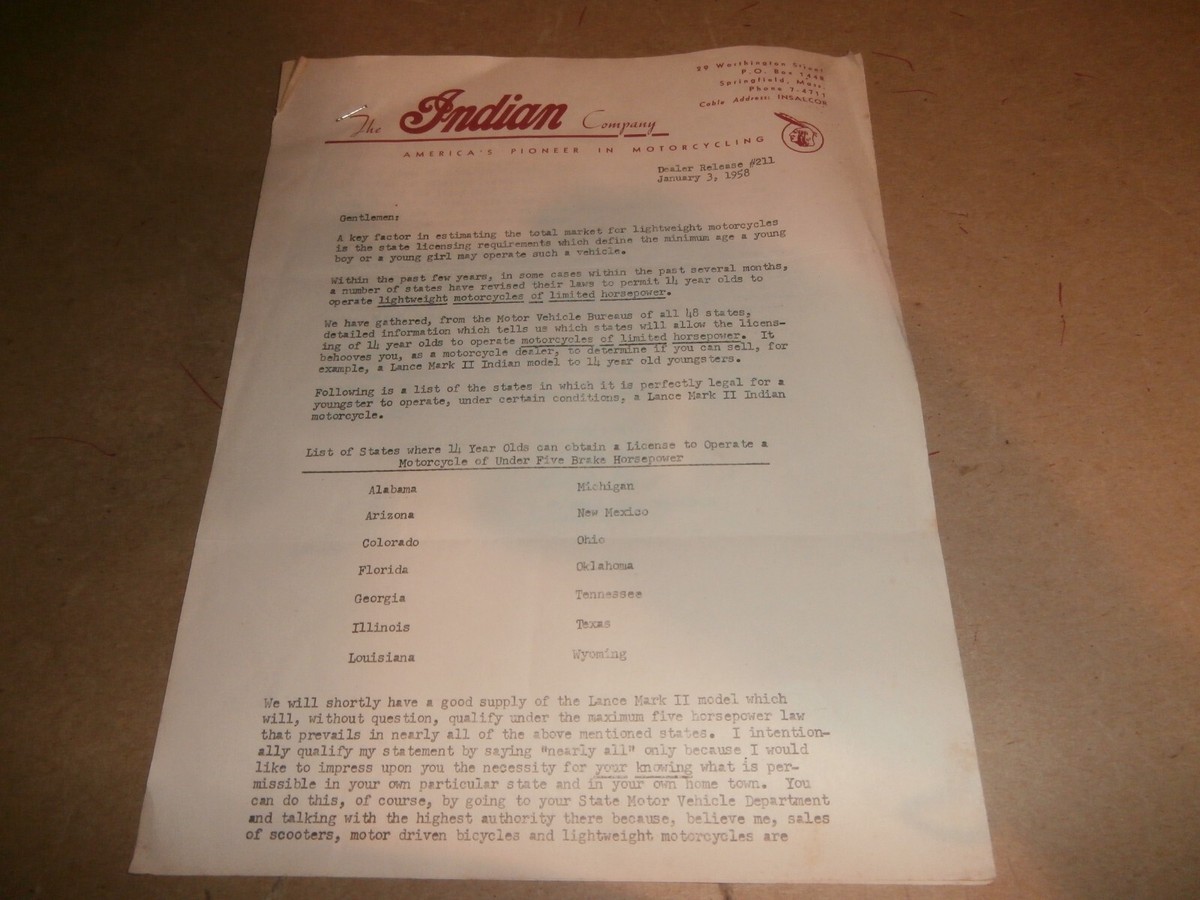 29 Worthington Street
P.O. Box 1448
Springfield, Mass.
Phone 7-4711
Cable Address: INSALCOR
The Indian Company
AMERICA'S PIONEER IN MOTORCYCLING
Dealer Release #211
January 3, 1958
Gentlemen:
A key factor in estimating the total market for lightweight motorcycles
is the state licensing requirements which define the minimum age a young
boy or a young girl may operate such a vehicle.
Within the past few years, in some cases within the past several months,
a number of states have revised their laws to permit 14 year olds to
operate lightweight motorcycles of limited horsepower.
We have gathered, from the Motor Vehicle Bureaus of all 48 states,
detailed information which tells us which states will allow the licens-
ing of 14 year olds to operate motorcycles of limited horsepower. It
behooves you, as a motorcycle dealer, to determine if you can sell, for
example, a Lance Mark II Indian model to 14 year old youngsters.
Following is a list of the states in which it is perfectly legal for a
youngster to operate, under certain conditions, a Lance Mark II Indian
motorcycle.
List of States where 14 Year Olds can obtain a License to Operate a
Motorcycle of Under Five Brake Horsepower
Alabama Michigan
Arizona New Mexico
Colorado Ohio
Florida Oklahoma
Georgia Tennessee
Illinois Texas
Louisiana Wyoming
We will shortly have a good supply of the Lance Mark II model which
will, without question, qualify under the maximum five horsepower law
that prevails in nearly all of the above mentioned states. I intention-
ally qualify my statement by saying "nearly all" only because I would
like to impress upon you the necessity for your knowing what is per-
missible in your own particular state and in your own home town. You
can do this, of course, by going to your State Motor Vehicle Department
and talking with the highest authority there because, believe me, sales
of scooters, motor driven bicycles and lightweight motorcycles are